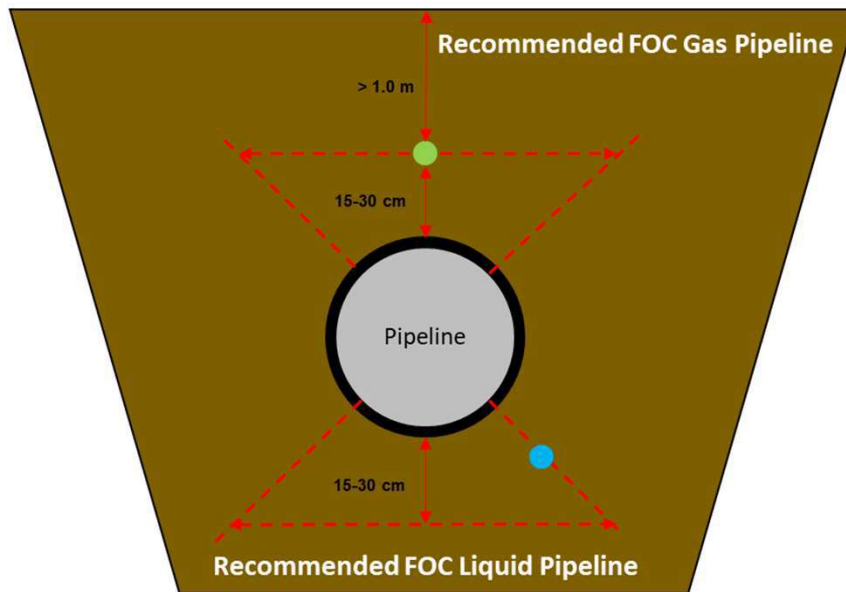 Recommended FOC Gas Pipeline
> 1.0 m
15-30 cm
Pipeline
15-30 cm
Recommended FOC Liquid Pipeline